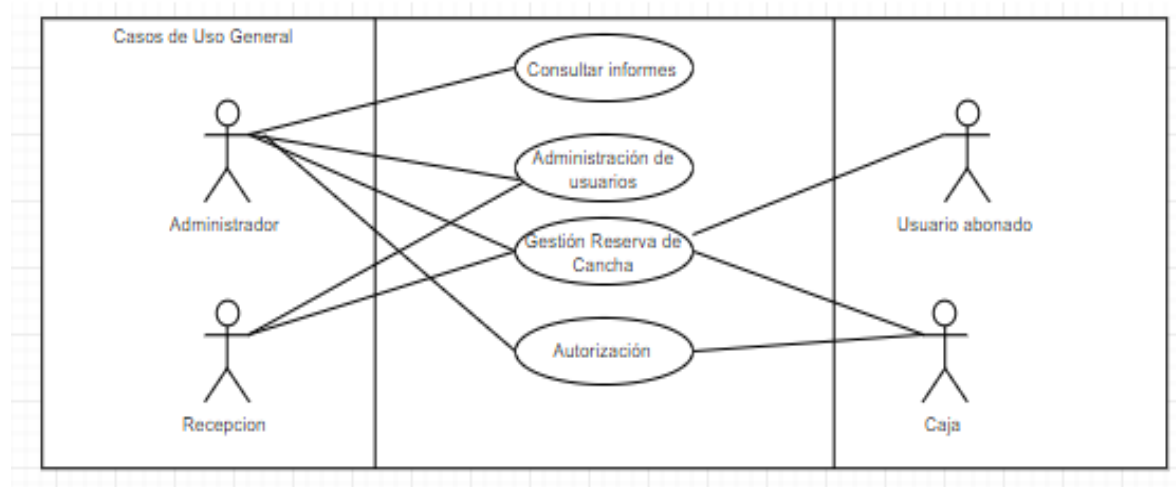 Casos de Uso General
Consultar informes
Administración de
usuarios
Administrador
Usuario abonado
Gestión Reserva de
Cancha
Autorización
Recepcion
Caja